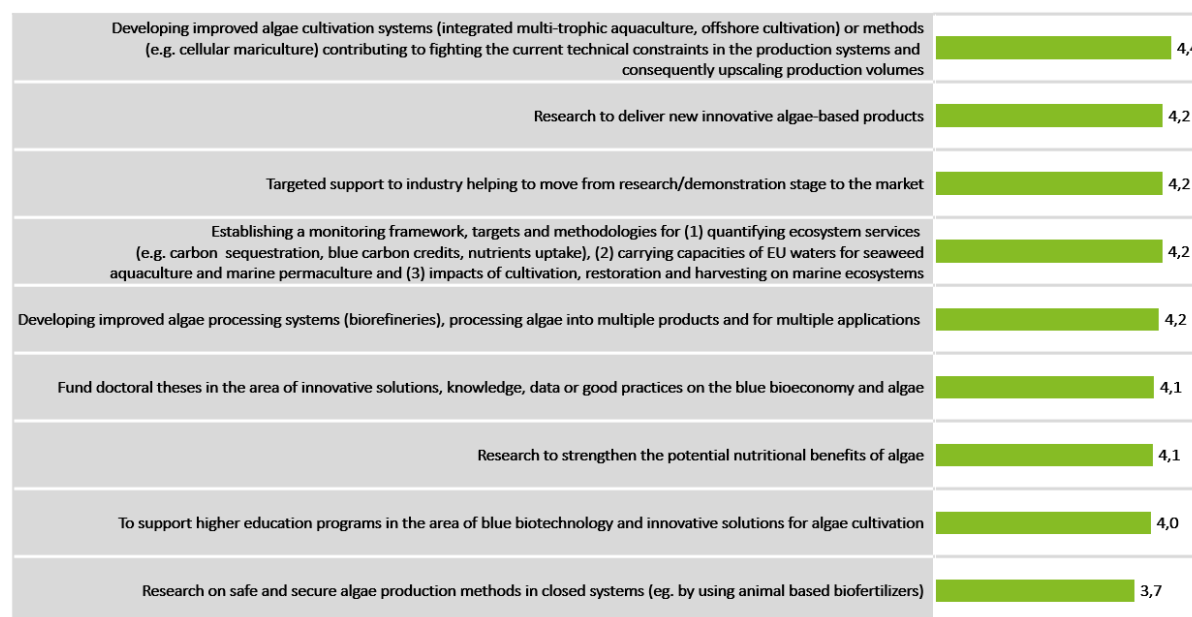 Developing improved algae cultivation systems (integrated multi-trophic aquaculture, offshore cultivation) or methods
(e.g. cellular mariculture) contributing to fighting the current technical constraints in the production systems and
consequently upscaling production volumes
4,4
Research to deliver new innovative algae-based products
4,2
Targeted support to industry helping to move from research/demonstration stage to the market
4,2
Establishing a monitoring framework, targets and methodologies for (1) quantifying ecosystem services
(e.g. carbon sequestration, blue carbon credits, nutrients uptake), (2) carrying capacities of EU waters for seaweed
aquaculture and marine permaculture and (3) impacts of cultivation, restoration and harvesting on marine ecosystems
4,2
Developing improved algae processing systems (biorefineries), processing algae into multiple products and for multiple applications
4,2
Fund doctoral theses in the area of innovative solutions, knowledge, data or good practices on the blue bioeconomy and algae
4,1
Research to strengthen the potential nutritional benefits of algae
4,1
To support higher education programs in the area of blue biotechnology and innovative solutions for algae cultivation
4,0
Research on safe and secure algae production methods in closed systems (eg. by using animal based biofertilizers)
3,7